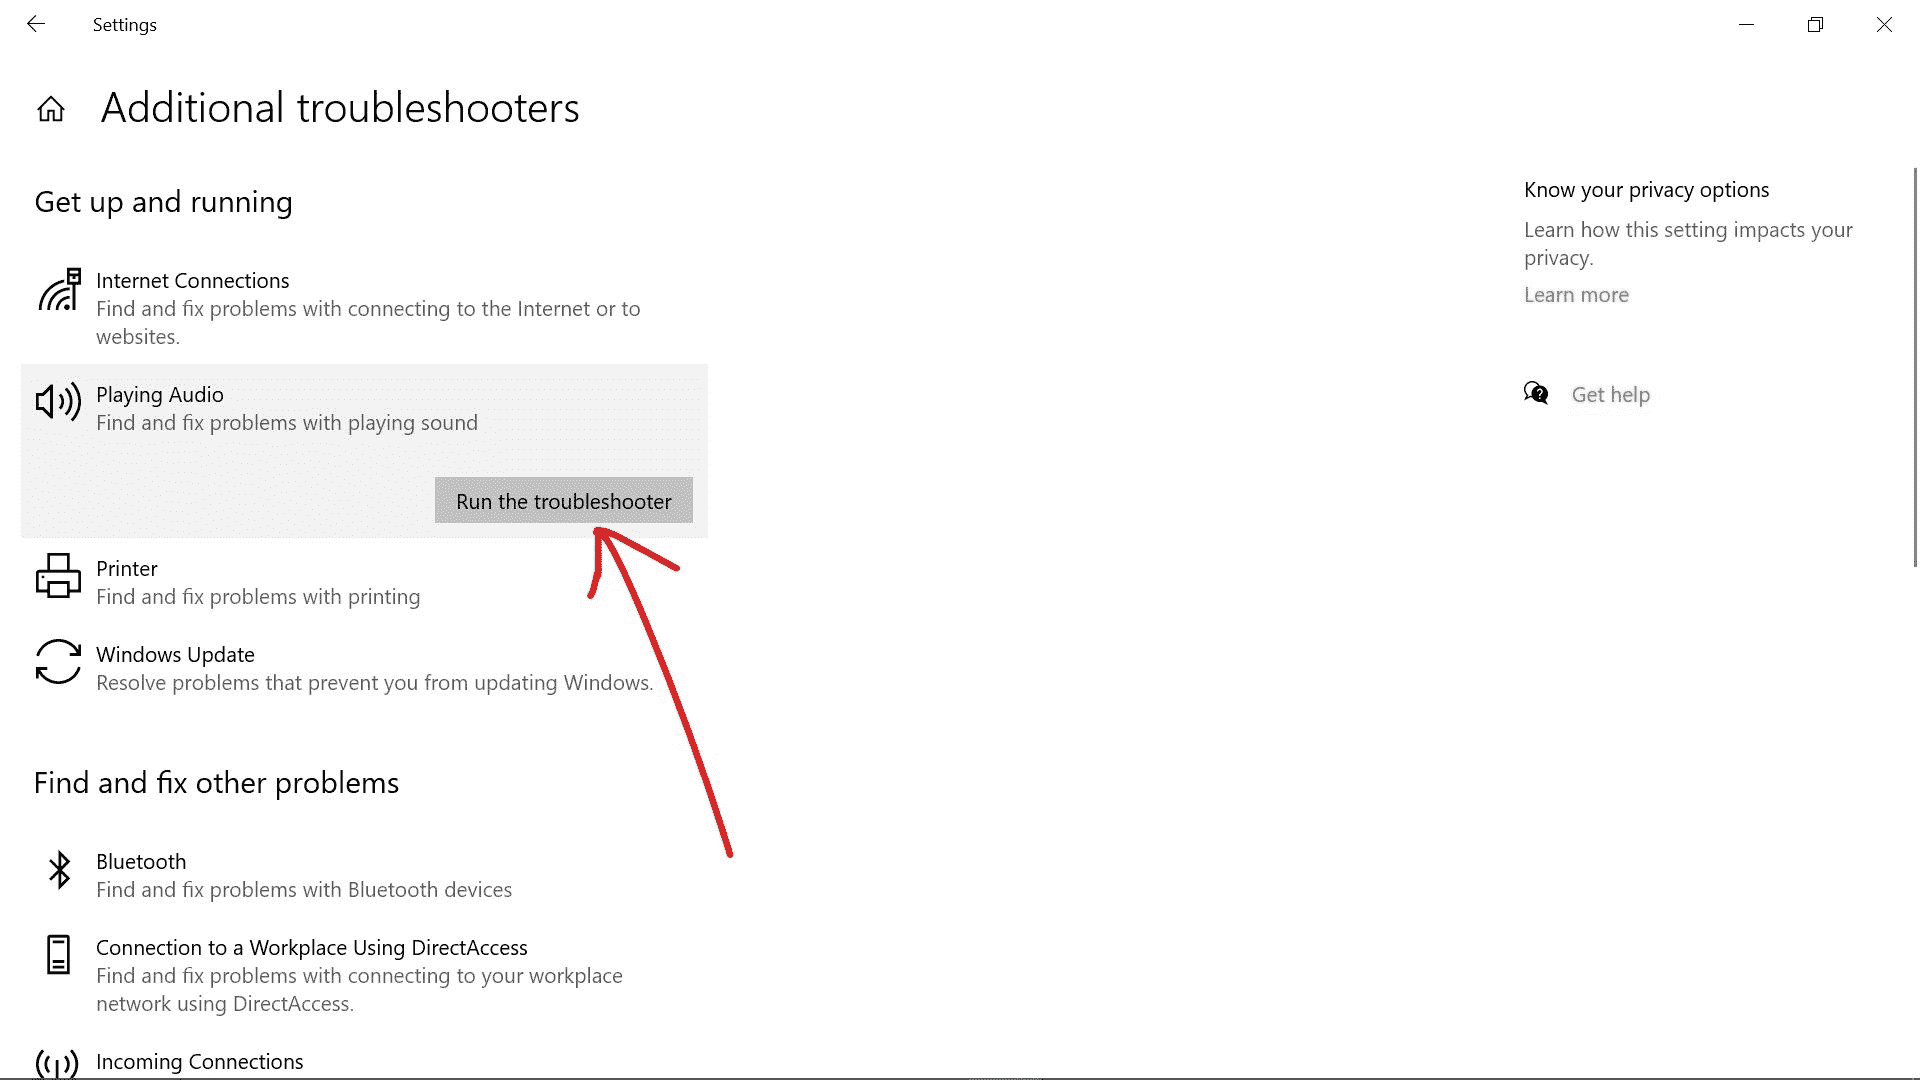 Settings
Additional troubleshooters
Get up and running
Internet Connections
Find and fix problems with connecting to the Internet or to
websites.
Playing Audio
Find and fix problems with playing sound
Run the troubleshooter
Printer
Find and fix problems with printing
Windows Update
Resolve problems that prevent you from updating Windows.
Find and fix other problems
Bluetooth
Find and fix problems with Bluetooth devices
Connection to a Workplace Using DirectAccess
Find and fix problems with connecting to your workplace
network using DirectAccess.
Incoming Connections
Know your privacy options
Learn how this setting impacts your
privacy.
Learn more
Get help